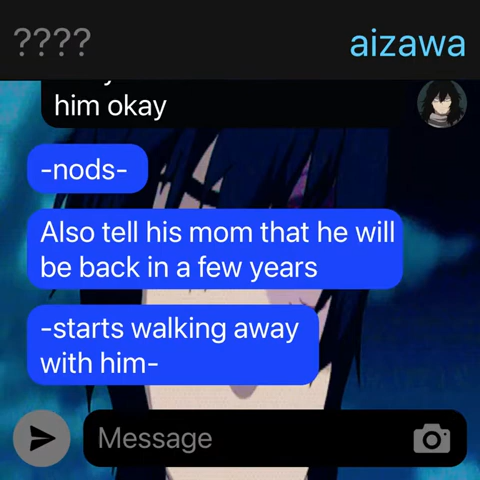 ???? aizawa
him okay
-nods-
Also tell his mom that he will
be back in a few years
-starts walking away
with him-
Message